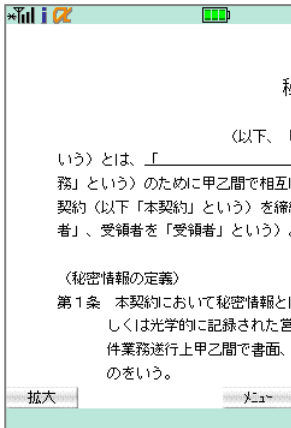 i α
秘
（以下、「
いう）とは、「
務」という）のために甲乙間で相互に
契約（以下「本契約」という）を締結
者」、受領者を「受領者」という）。
（秘密情報の定義）
第１条　本契約において秘密情報とは
しくは光学的に記録された営
件業務遂行上甲乙間で書面、
のをいう。
拡大
メニュー